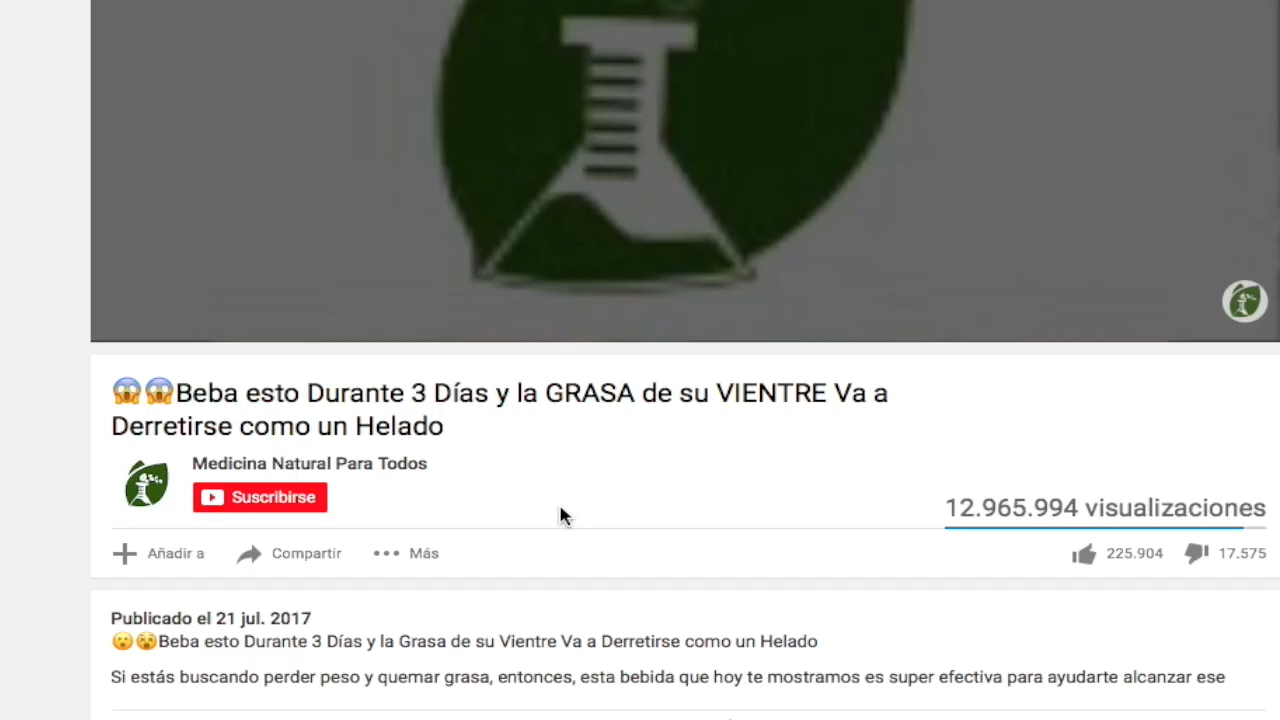 😱😱Beba esto Durante 3 Días y la GRASA de su VIENTRE Va a
Derretirse como un Helado
Medicina Natural Para Todos
Suscribirse
12.965.994 visualizaciones
Añadir a Compartir Más
225.904 17.575
Publicado el 21 jul. 2017
😮😵Beba esto Durante 3 Días y la Grasa de su Vientre Va a Derretirse como un Helado
Si estás buscando perder peso y quemar grasa, entonces, esta bebida que hoy te mostramos es super efectiva para ayudarte alcanzar ese